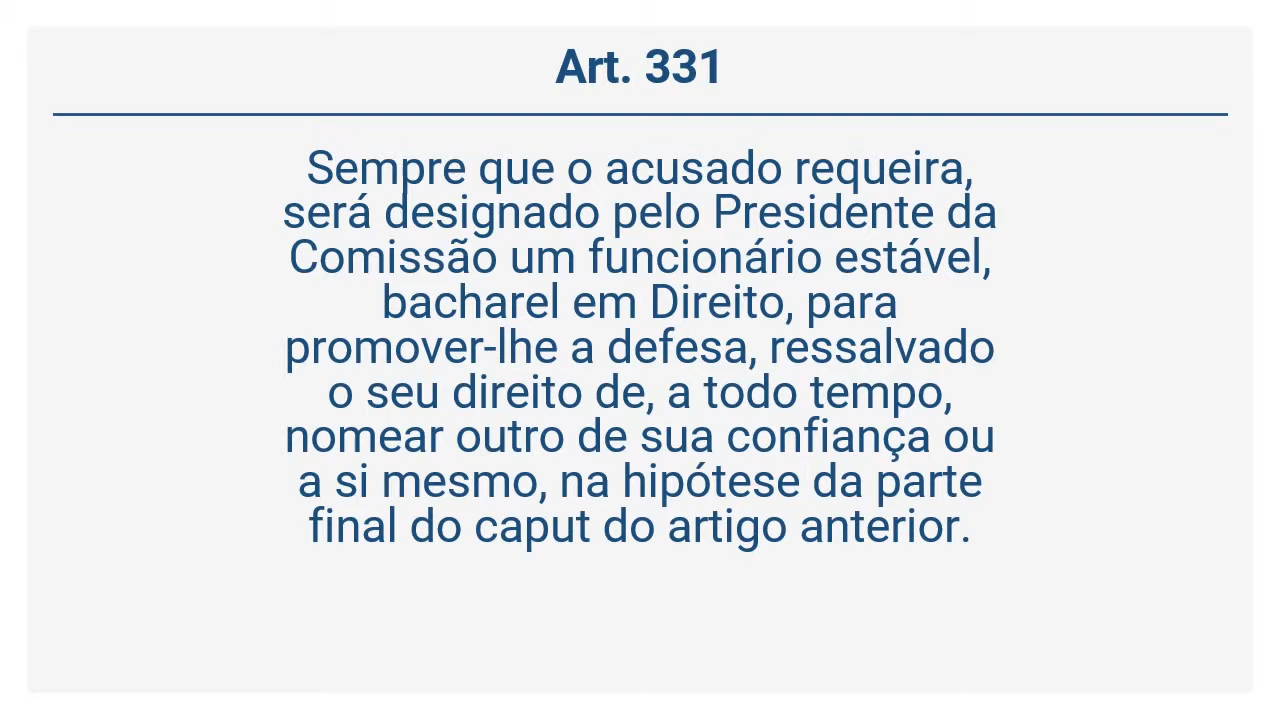 Art. 331
Sempre que o acusado requeira,
será designado pelo Presidente da
Comissão um funcionário estável,
bacharel em Direito, para
promover-lhe a defesa, ressalvado
o seu direito de, a todo tempo,
nomear outro de sua confiança ou
a si mesmo, na hipótese da parte
final do caput do artigo anterior.